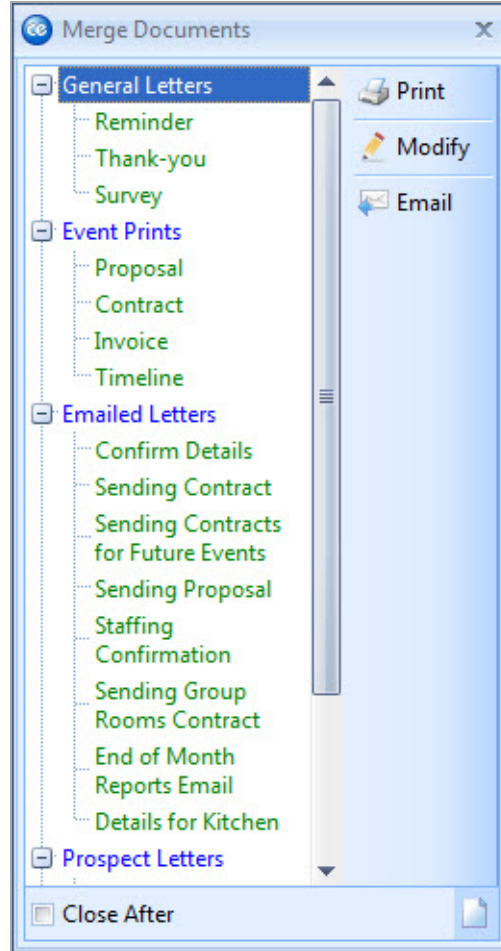 Merge Documents
General Letters
Reminder
Thank-you
Survey
Event Prints
Proposal
Contract
Invoice
Timeline
Emailed Letters
Confirm Details
Sending Contract
Sending Contracts
for Future Events
Sending Proposal
Staffing
Confirmation
Sending Group
Rooms Contract
End of Month
Reports Email
Details for Kitchen
Prospect Letters
Print
Modify
Email
Close After